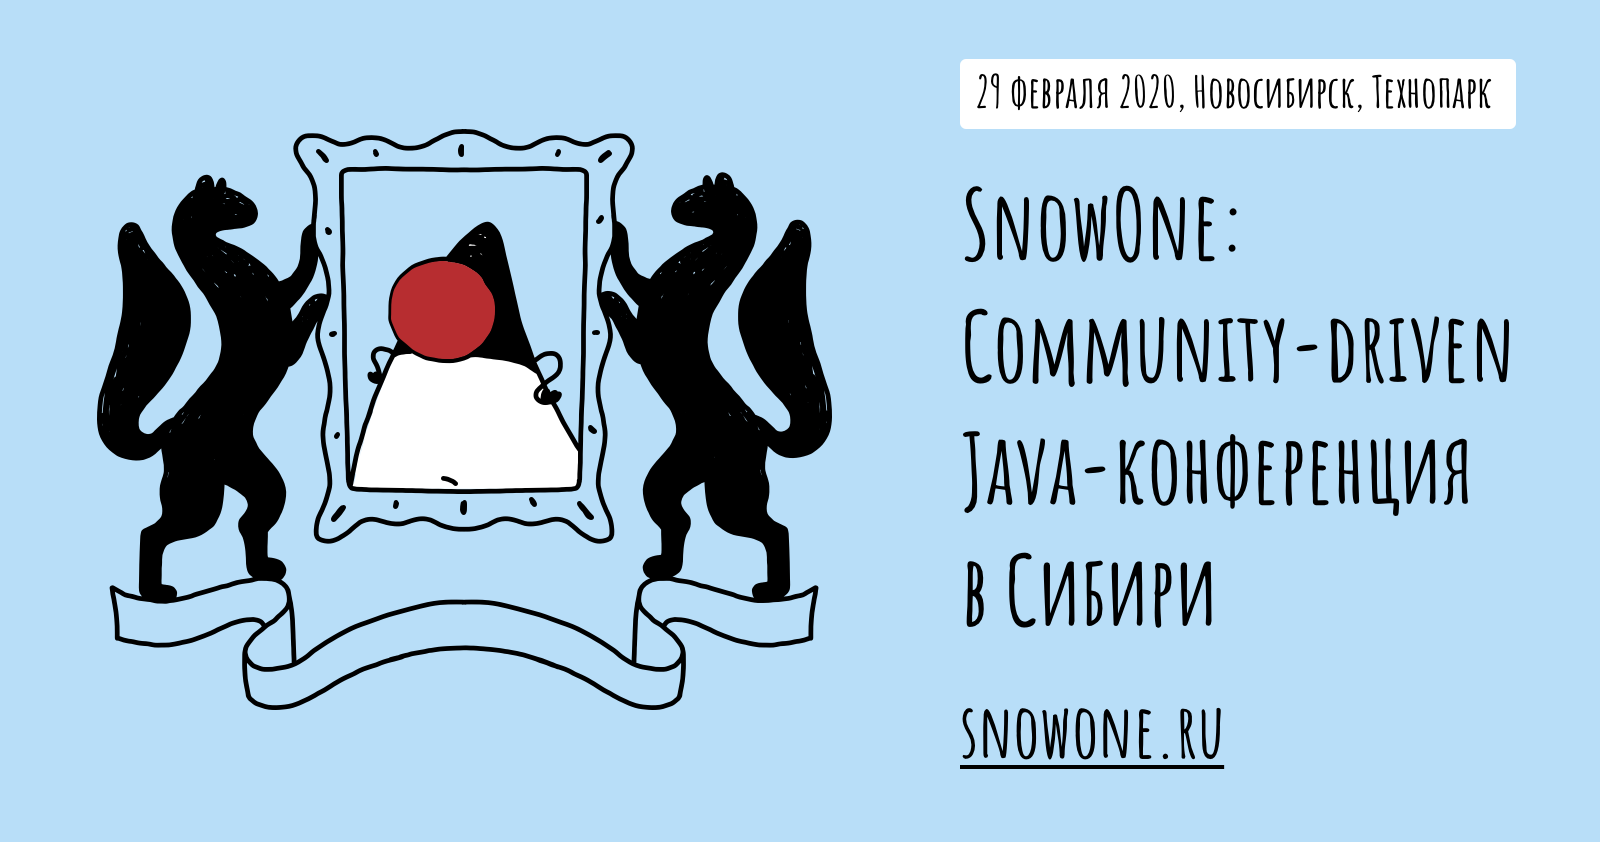 29 февраля 2020, Новосибирск, Технопарк
SnowOne:
Community-driven
Java-конференция
в Сибири
snowone.ru